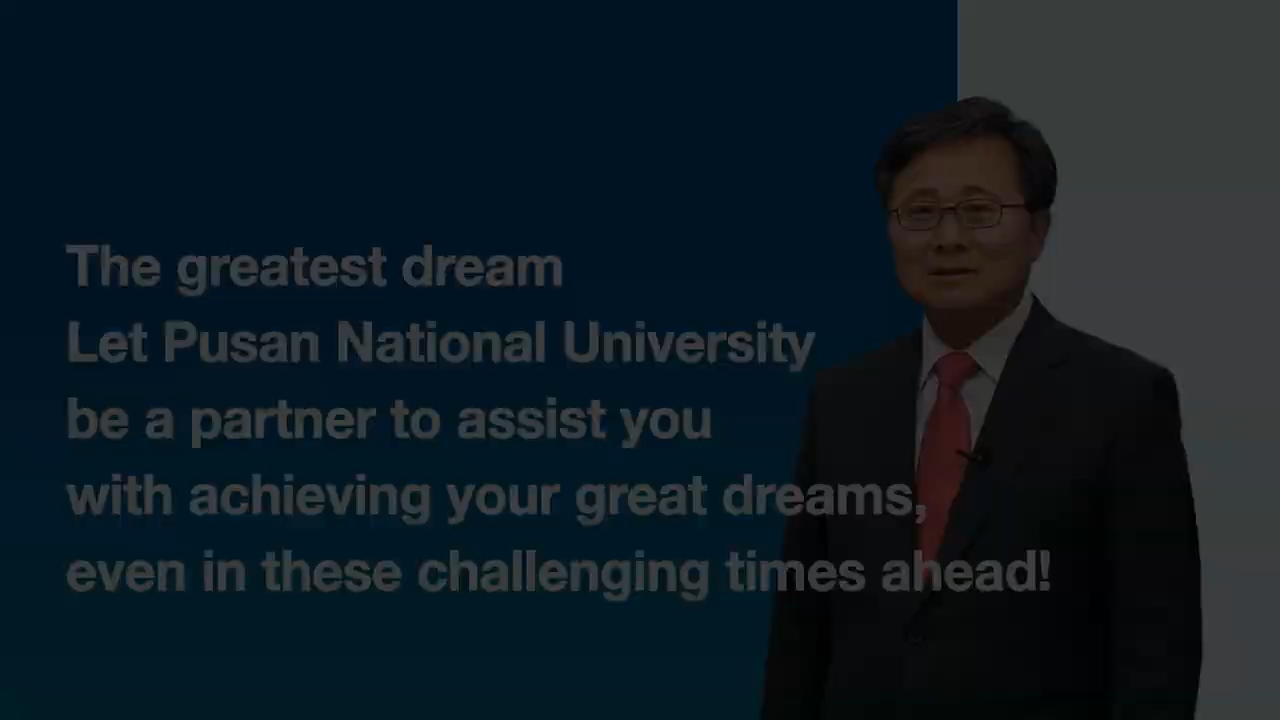 The greatest dream
Let Pusan National University
be a partner to assist you
with achieving your great dreams,
even in these challenging times ahead!